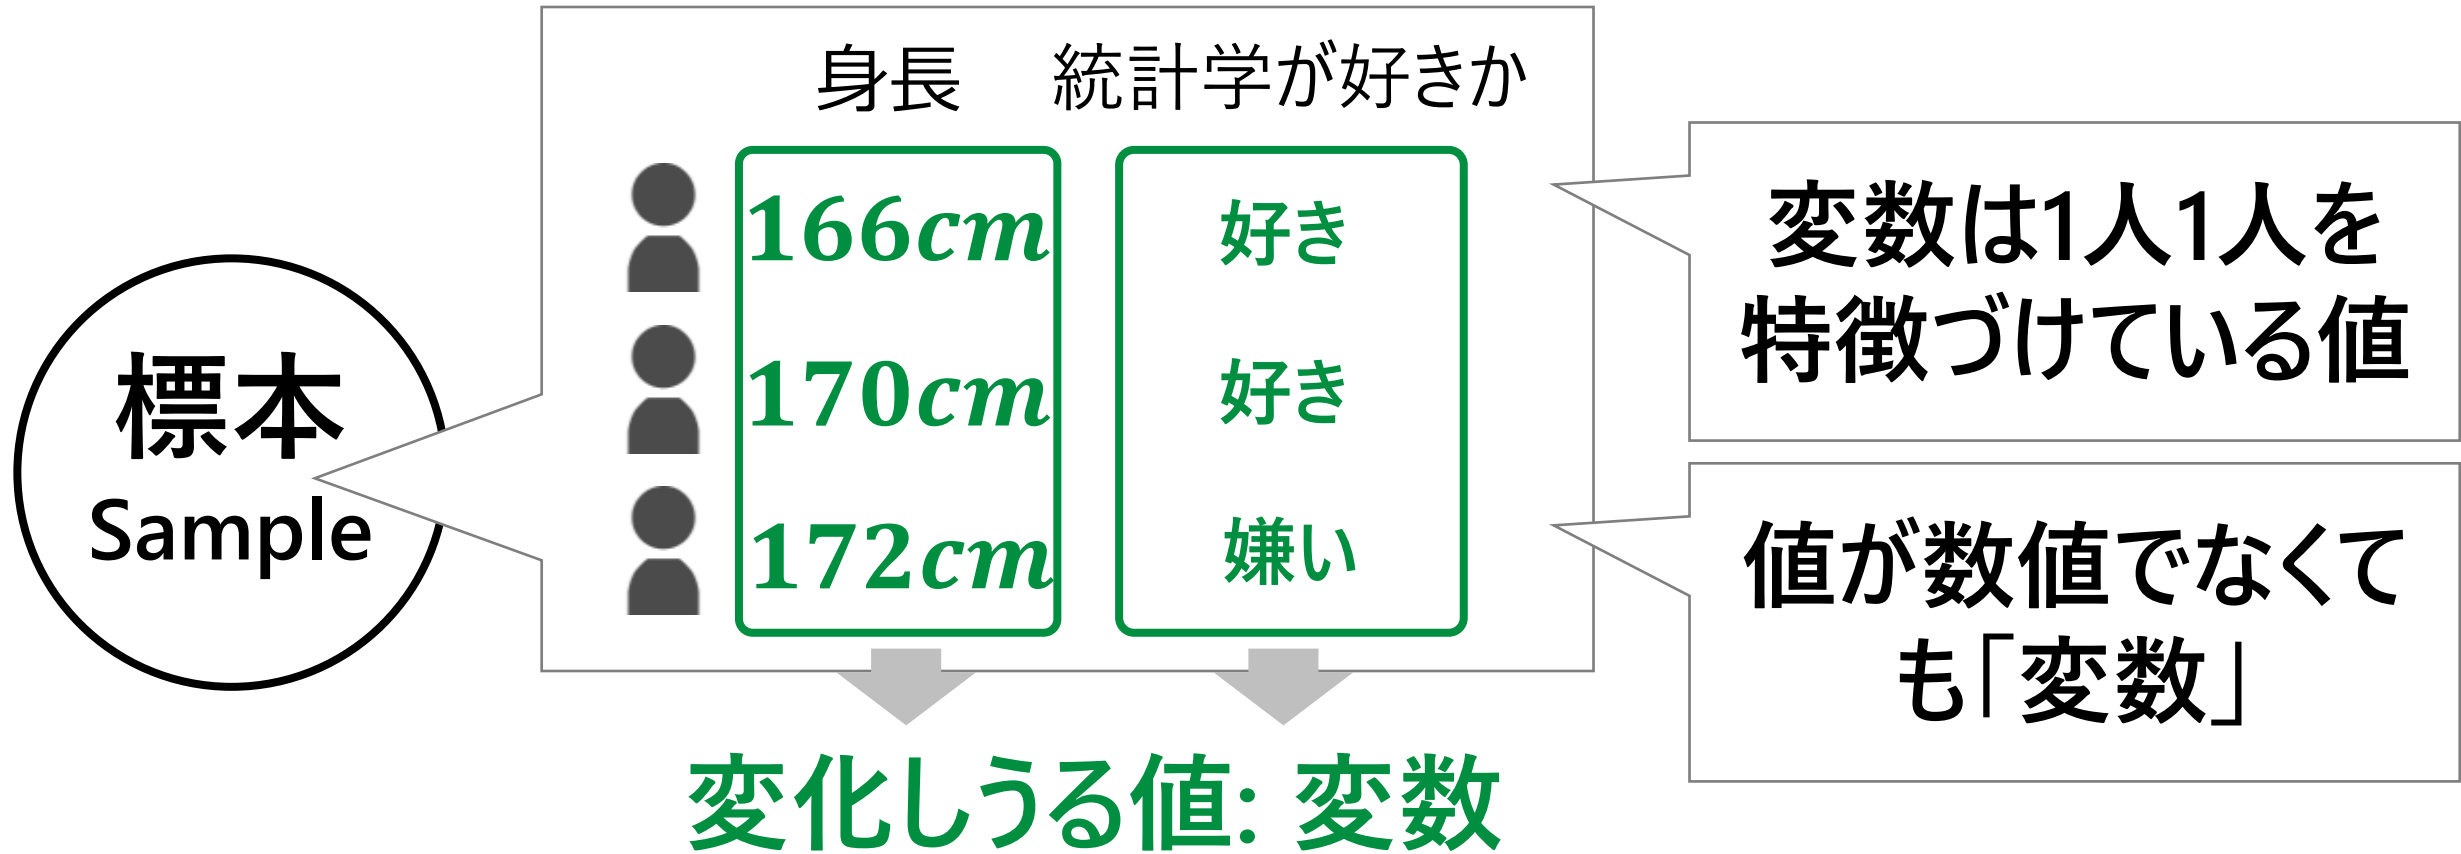 標本
Sample
身長 統計学が好きか
166cm 好き
170cm 好き
172cm 嫌い
変化しうる値: 変数
変数は1人1人を
特徴づけている値
値が数値でなくて
も「変数」